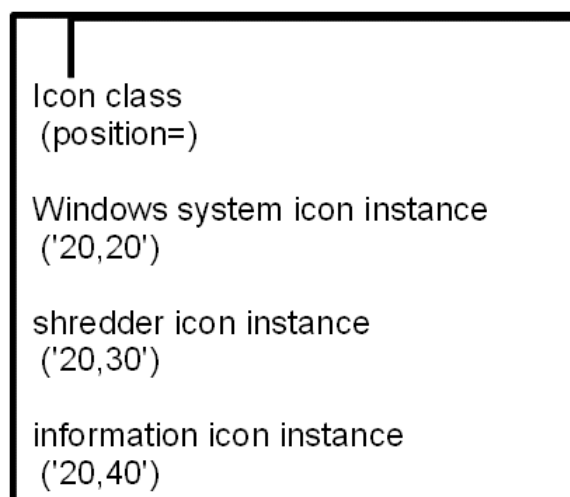 Icon class
(position=)
Windows system icon instance
('20,20')
shredder icon instance
('20,30')
information icon instance
('20,40')